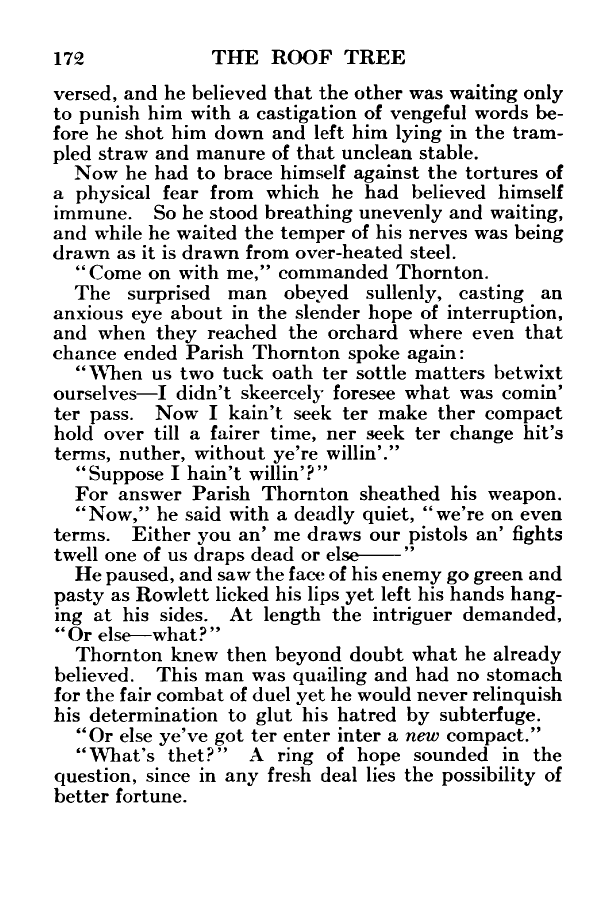 172 THE ROOF TREE
versed, and he believed that the other was waiting only
to punish him with a castigation of vengeful words be-
fore he shot him down and left him lying in the tram-
pled straw and manure of that unclean stable.
Now he had to brace himself against the tortures of
a physical fear from which he had believed himself
immune. So he stood breathing unevenly and waiting,
and while he waited the temper of his nerves was being
drawn as it is drawn from over-heated steel.
"Come on with me," commanded Thornton.
The surprised man obeyed sullenly, casting an
anxious eye about in the slender hope of interruption,
and when they reached the orchard where even that
chance ended Parish Thornton spoke again:
"When us two tuck oath ter sottle matters betwixt
ourselves—I didn't skeercely foresee what was comin'
ter pass. Now I kain't seek ter make ther compact
hold over till a fairer time, ner seek ter change hit's
terms, nuther, without ye're willin'."
"Suppose I hain't willin'?"
For answer Parish Thornton sheathed his weapon.
"Now," he said with a deadly quiet, "we're on even
terms. Either you an' me draws our pistols an' fights
twell one of us draps dead or else——"
He paused, and saw the face of his enemy go green and
pasty as Rowlett licked his lips yet left his hands hang-
ing at his sides. At length the intriguer demanded,
"Or else—what?"
Thornton knew then beyond doubt what he already
believed. This man was quailing and had no stomach
for the fair combat of duel yet he would never relinquish
his determination to glut his hatred by subterfuge.
"Or else ye've got ter enter inter a new compact."
"What's thet?" A ring of hope sounded in the
question, since in any fresh deal lies the possibility of
better fortune.